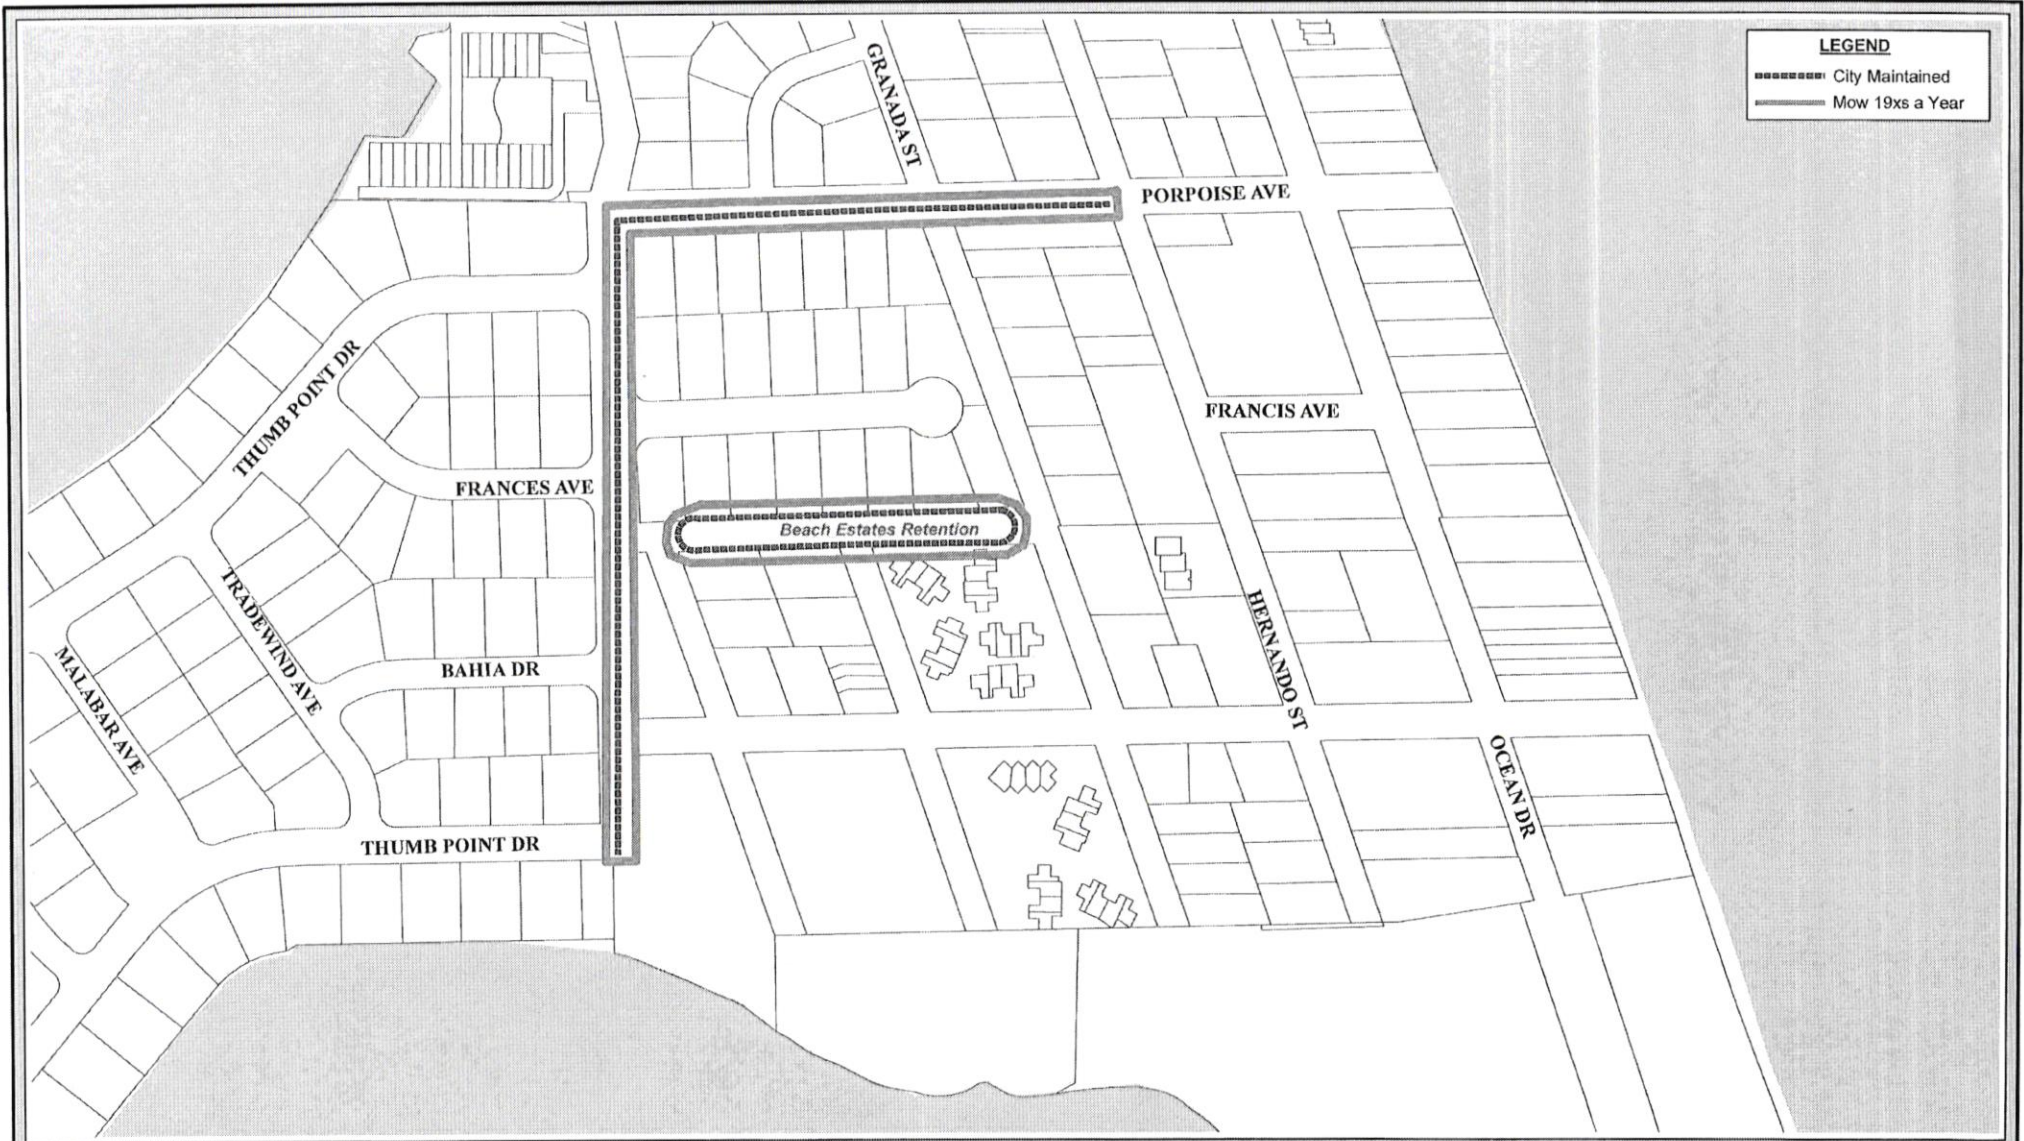 LEGEND
City Maintained
Mow 19xs a Year
GRANADA ST
PORPOISE AVE
THUMB POINT DR
FRANCIS AVE
FRANCES AVE
Beach Estates Retention
TRADEWIND AVE
HERNANDO ST
MALABAR AVE
BAHIA DR
OCEAN DR
THUMB POINT DR